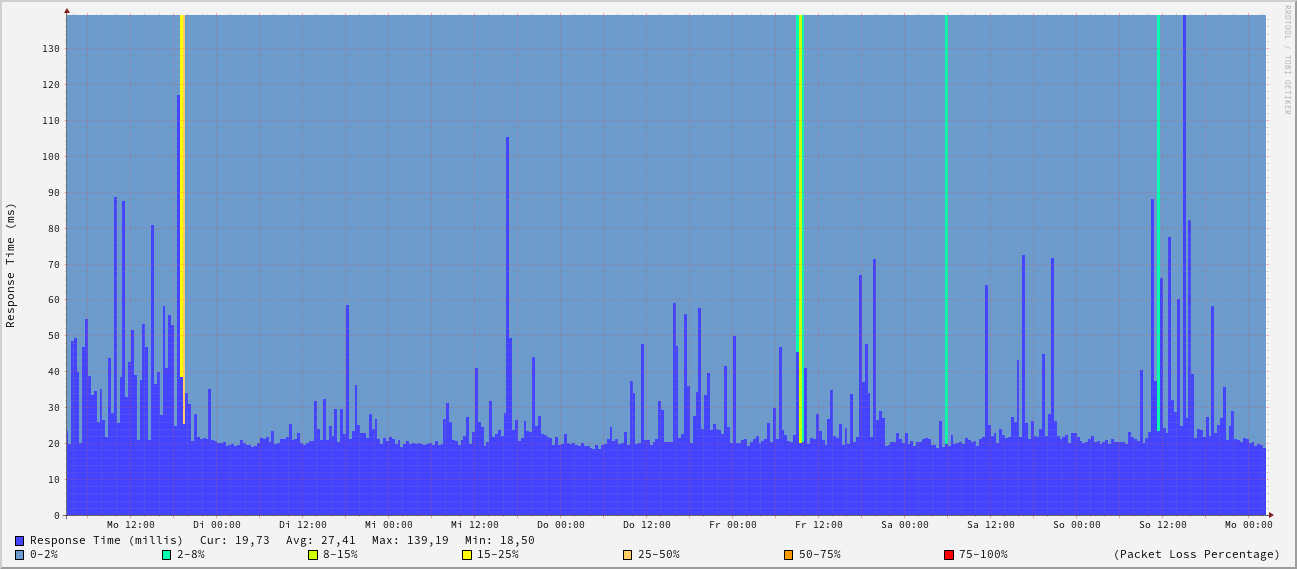 RRDTOOL / TOBI OETIKER
Response Time (ms)
130
120
110
100
90
80
70
60
50
40
30
20
10
0
Mo 12:00 Di 00:00 Di 12:00 Mi 00:00 Mi 12:00 Do 00:00 Do 12:00 Fr 00:00 Fr 12:00 Sa 00:00 Sa 12:00 So 00:00 So 12:00 Mo 00:00
Response Time (millis) Cur: 19,73 Avg: 27,41 Max: 139,19 Min: 18,50
0-2% 2-8% 8-15% 15-25% 25-50% 50-75% 75-100% (Packet Loss Percentage)